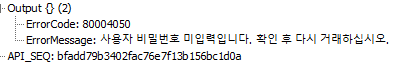 Output {} (2)
ErrorCode: 80004050
ErrorMessage: 사용자 비밀번호 미입력입니다. 확인 후 다시 거래하십시오.
API_SEQ: bfadd79b3402fac76e7f13b156bc1d0a